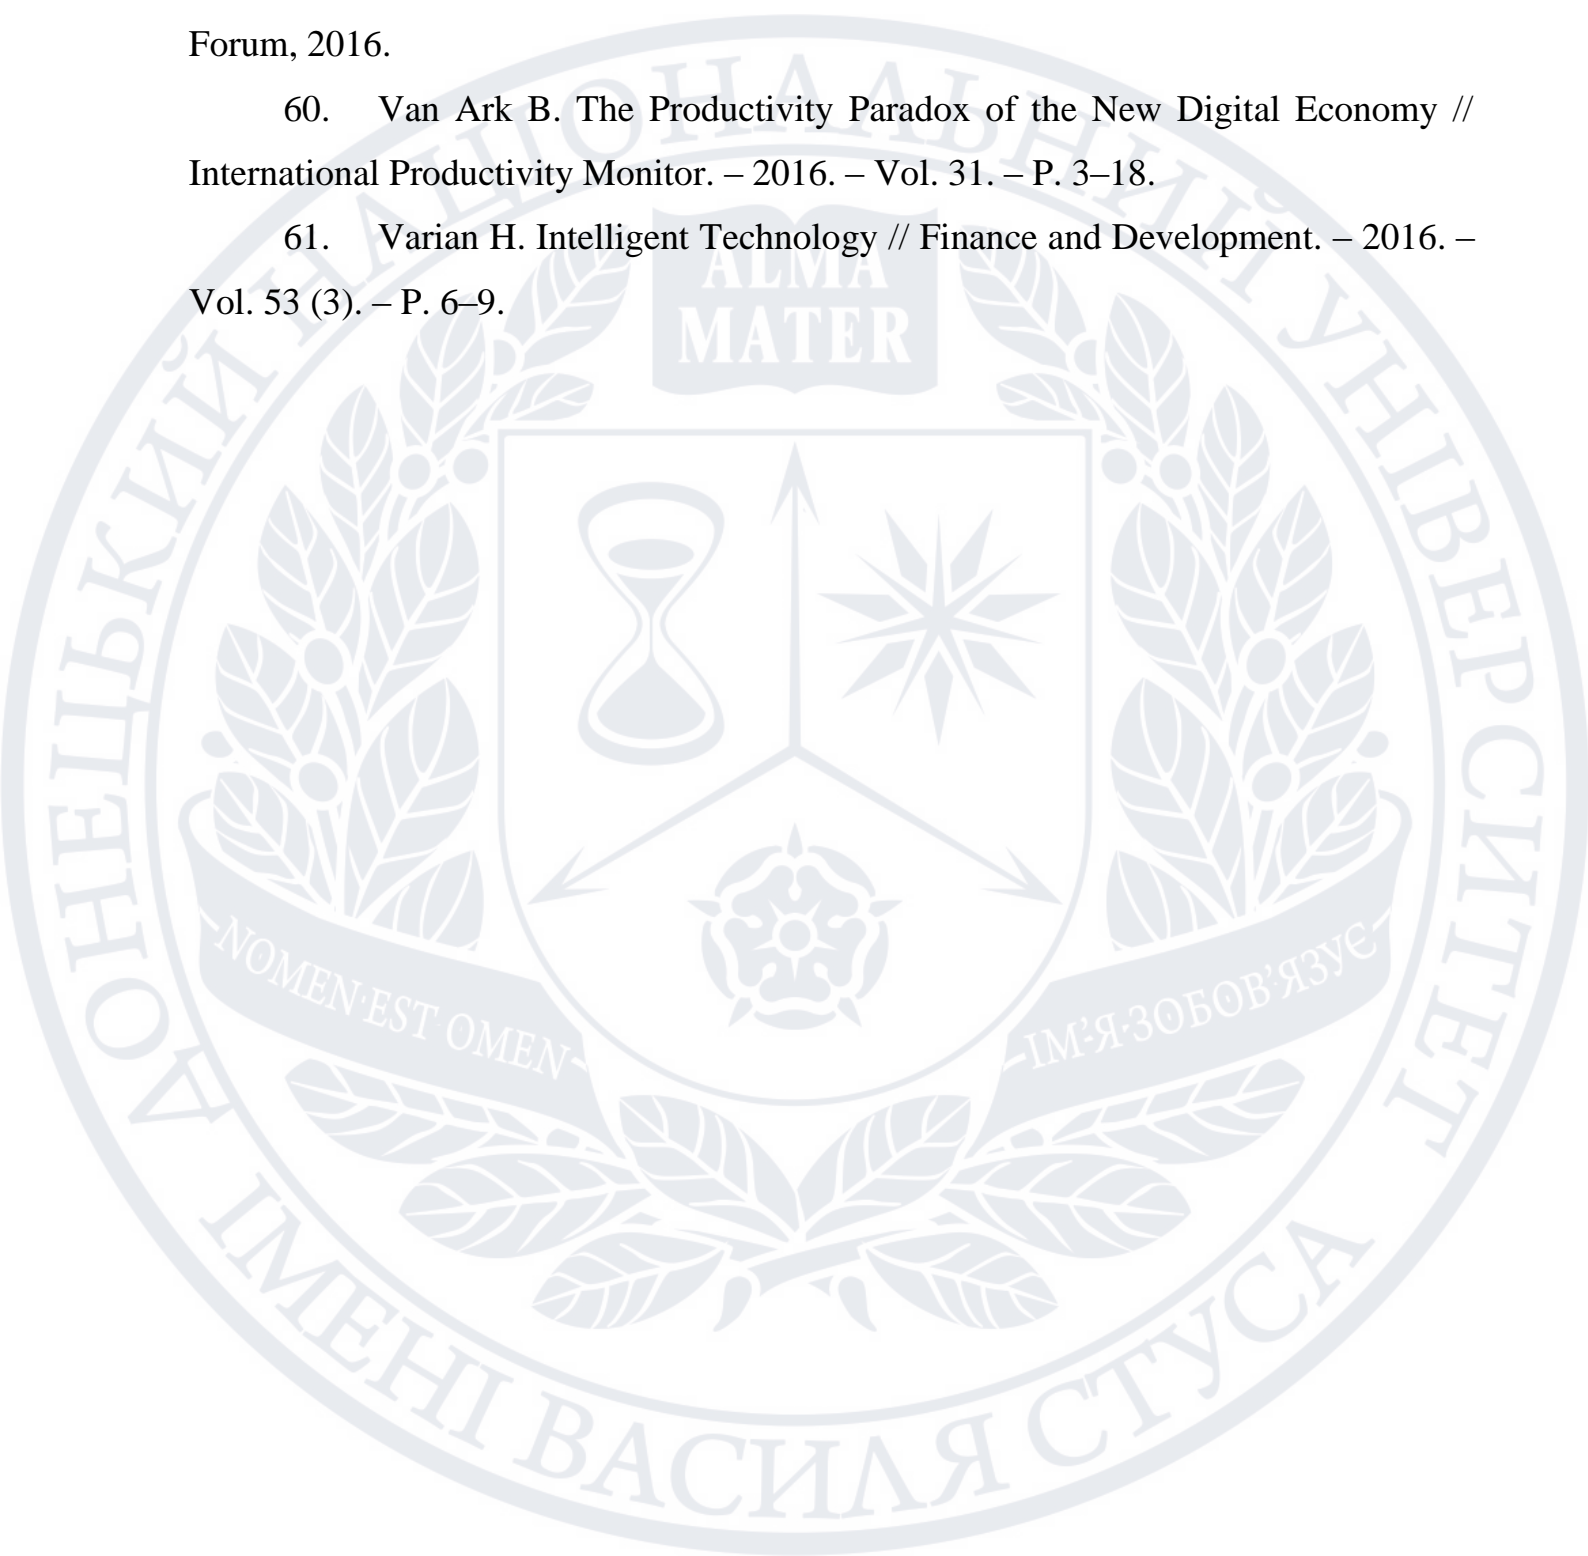 Forum, 2016.
60. Van Ark B. The Productivity Paradox of the New Digital Economy //
International Productivity Monitor. – 2016. – Vol. 31. – P. 3–18.
61. Varian H. Intelligent Technology // Finance and Development. – 2016. –
Vol. 53 (3). – P. 6–9.
ДОНЕЦЬКИЙ НАЦІОНАЛЬНИЙ УНІВЕРСИТЕТ
ІМЕНІ ВАСИЛЯ СТУСА
ALMA
MATER
NOMEN·EST·OMEN
ІМ'Я·ЗОБОВ'ЯЗУЄ